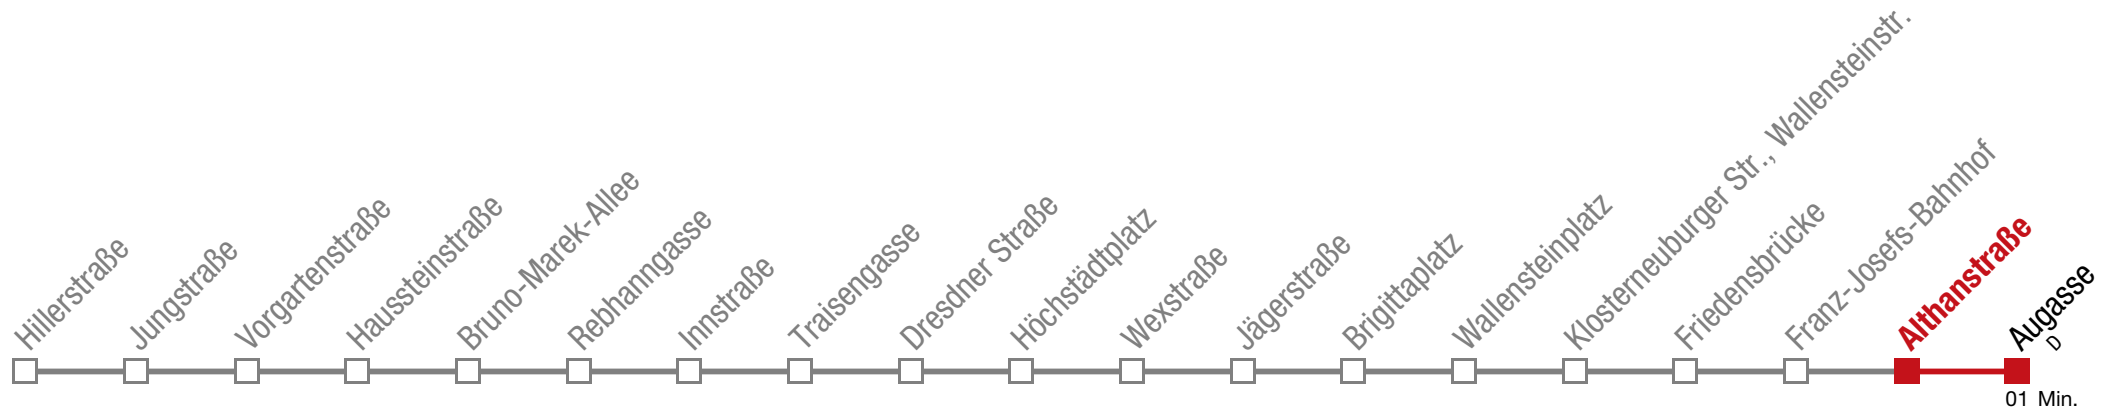 Hillerstraße
Jungstraße
Vorgartenstraße
Haussteinstraße
Bruno-Marek-Allee
Rebhanngasse
Innstraße
Traisengasse
Dresdner Straße
Höchstädtplatz
Wexstraße
Jägerstraße
Brigittaplatz
Wallensteinplatz
Klosterneuburger Str., Wallensteinstr.
Friedensbrücke
Franz-Josefs-Bahnhof
Althanstraße
Augasse
D
01 Min.